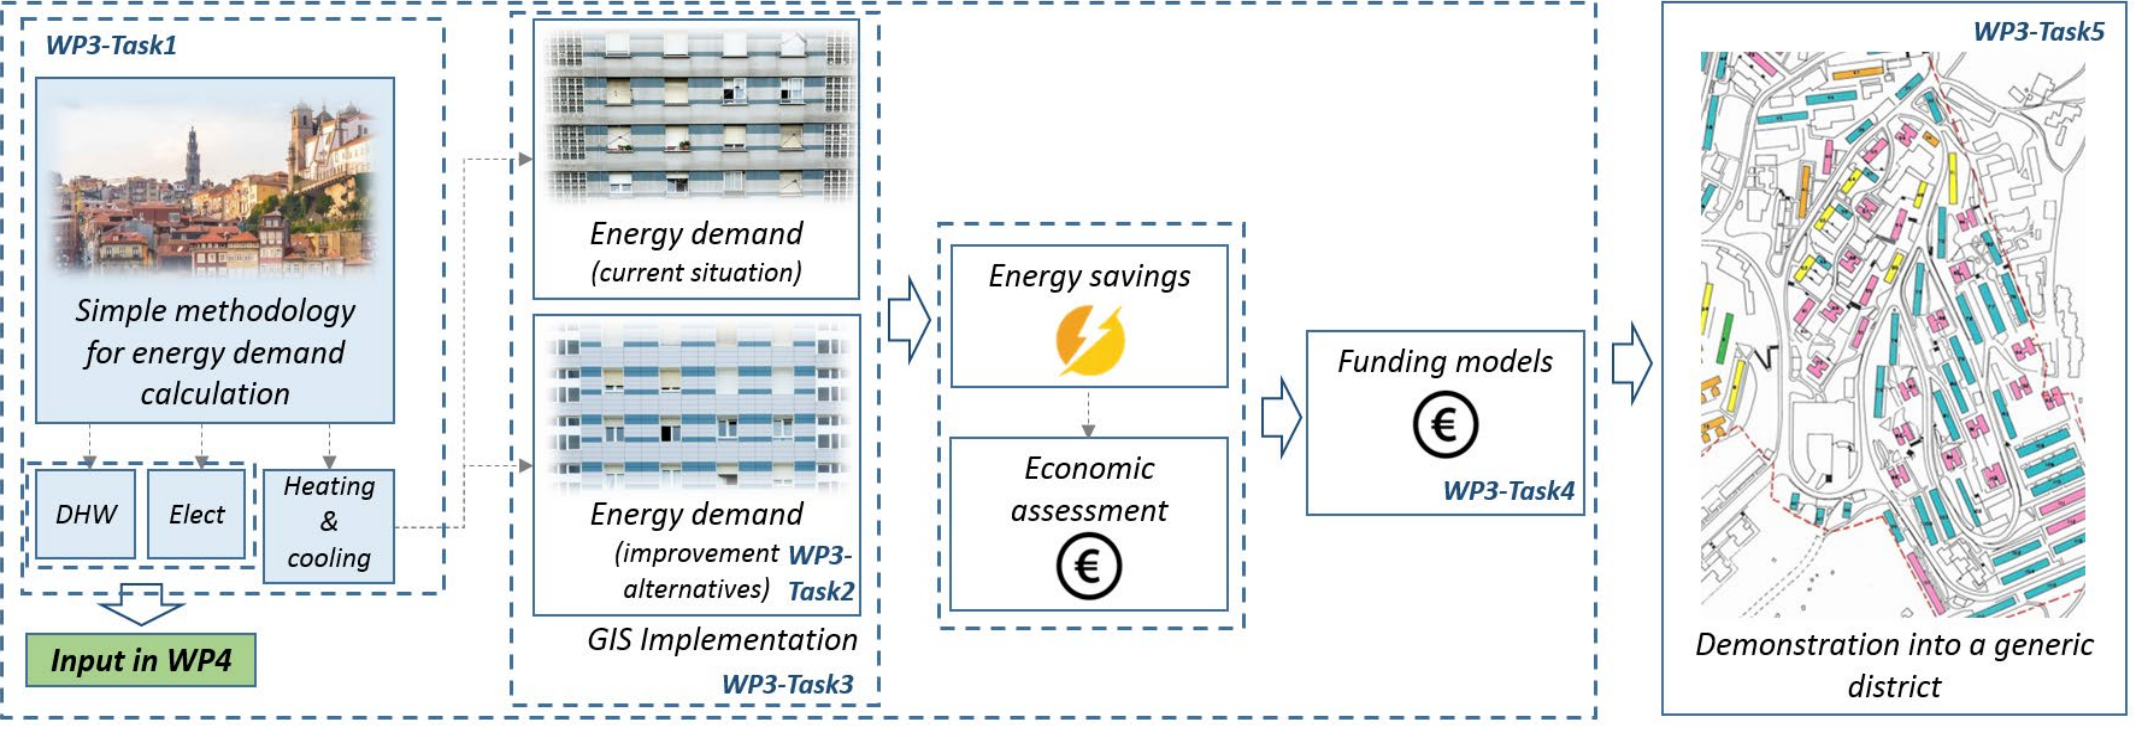 WP3-Task1
Simple methodology
for energy demand
calculation
DHW
Elect
Heating
&
cooling
Input in WP4
Energy demand
(current situation)
Energy demand
(improvement
alternatives)
WP3-
Task2
GIS Implementation
WP3-Task3
Energy savings
Economic
assessment
€
Funding models
€
WP3-Task4
WP3-Task5
Demonstration into a generic
district